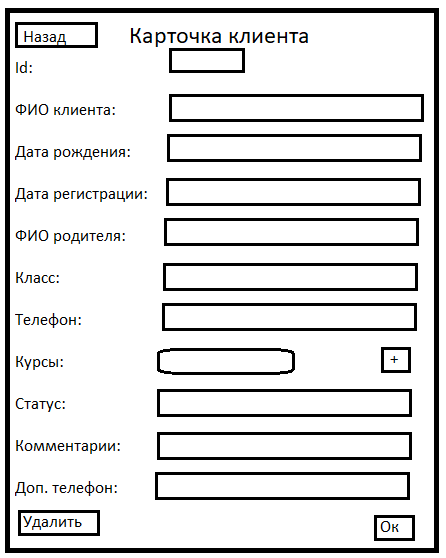 Назад
Карточка клиента
Id:
ФИО клиента:
Дата рождения:
Дата регистрации:
ФИО родителя:
Класс:
Телефон:
Курсы:
+
Статус:
Комментарии:
Доп. телефон:
Удалить
Ок